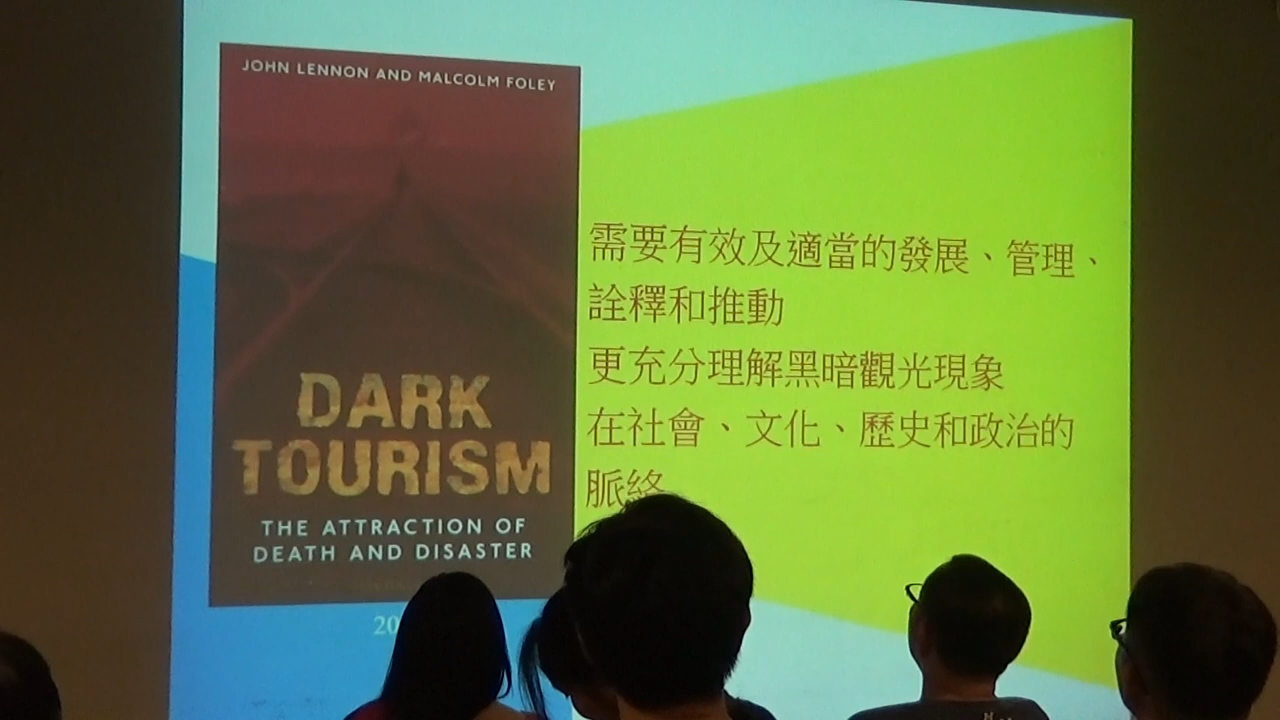 JOHN LENNON AND MALCOLM FOLEY
DARK
TOURISM
THE ATTRACTION OF
DEATH AND DISASTER
需要有效及適當的發展、管理、
詮釋和推動
更充分理解黑暗觀光現象
在社會、文化、歷史和政治的
脈絡